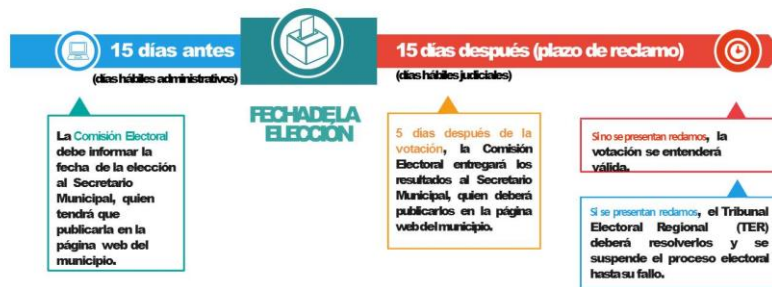 15 días antes
(días hábiles administrativos)
FECHA DE LA
ELECCIÓN
15 días después (plazo de reclamo)
(días hábiles judiciales)
La Comisión Electoral
debe informar la
fecha de la elección
al Secretario
Municipal, quien
tendrá que
publicarla en la
página web del
municipio.
5 días después de la
votación, la Comisión
Electoral entregará los
resultados al Secretario
Municipal, quien deberá
publicarlos en la página
web del municipio.
Si no se presentan reclamos, la
votación se entenderá
válida.
Si se presentan reclamos, el Tribunal
Electoral Regional (TER)
deberá resolverlos y se
suspende el proceso electoral
hasta su fallo.